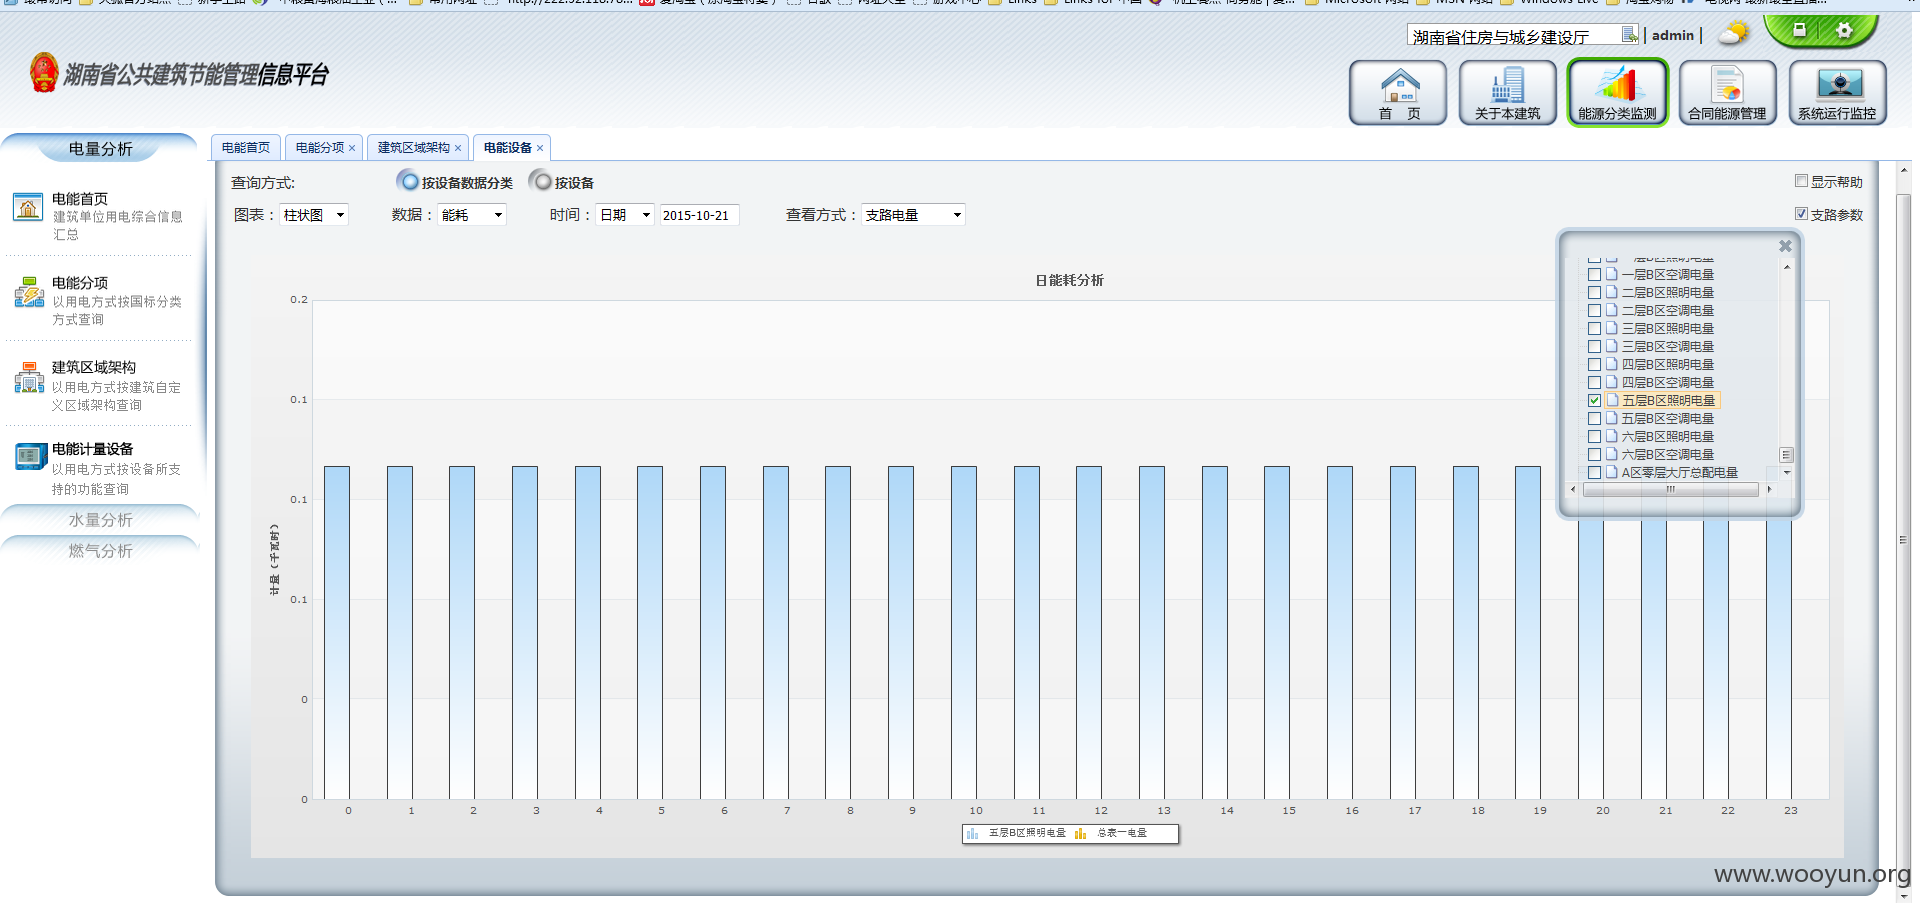 湖南省住房与城乡建设厅
admin
湖南省公共建筑节能管理信息平台
首 页
关于本建筑
能源分类监测
合同能源管理
系统运行监控
电量分析
电能首页
建筑单位用电综合信息
汇总
电能分项
以用电方式按国标分类
方式查询
建筑区域架构
以用电方式按建筑自定
义区域架构查询
电能计量设备
以用电方式按设备所支
持的功能查询
水量分析
燃气分析
电能首页 电能分项 × 建筑区域架构 × 电能设备 ×
查询方式: 按设备数据分类 按设备
显示帮助
图表： 柱状图 数据： 能耗 时间： 日期 2015-10-21 查看方式： 支路电量
支路参数
日能耗分析
一层B区空调电量
二层B区照明电量
二层B区空调电量
三层B区照明电量
三层B区空调电量
四层B区照明电量
四层B区空调电量
五层B区照明电量
五层B区空调电量
六层B区照明电量
六层B区空调电量
A区零层大厅总配电量
0.2
0.1
0.1
0.1
0
0
计量（千瓦时）
0 1 2 3 4 5 6 7 8 9 10 11 12 13 14 15 16 17 18 19 20 21 22 23
五层B区照明电量 总表一电量
www.wooyun.org